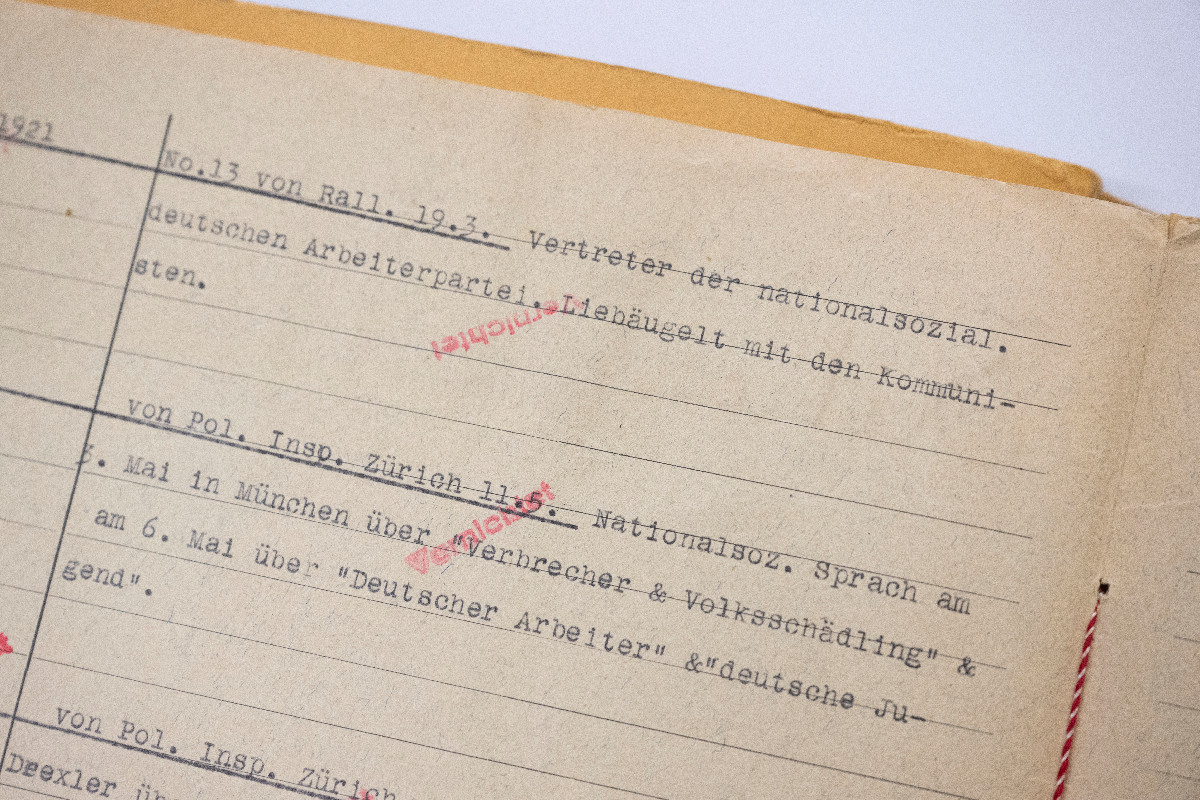 1921
No.13 von Rall. 19.3. Vertreter der nationalsozial.
deutschen Arbeiterpartei. Liebäugelt mit den Kommuni-
sten.
Vernichtet
von Pol. Insp. Zürich 11.5. Nationalsoz. Sprach am
Mai in München über "Verbrecher & Volksschädling" &
am 6. Mai über "Deutscher Arbeiter" &"deutsche Ju-
gend".
Vernichtet
von Pol. Insp. Zürich
Drexler